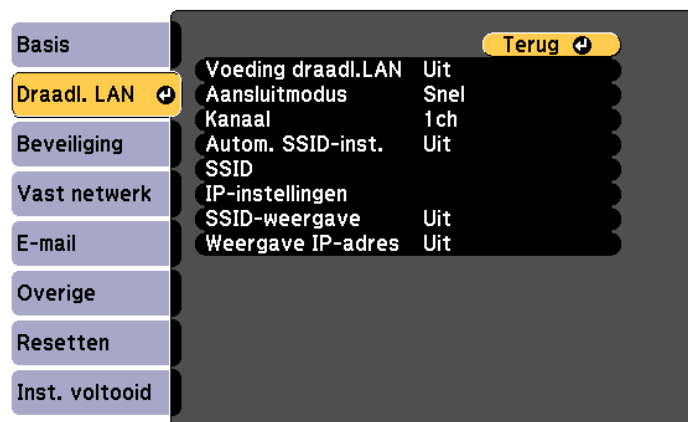 Basis
Draadl. LAN
Beveiliging
Vast netwerk
E-mail
Overige
Resetten
Inst. voltooid
Terug
Voeding draadl.LAN Uit
Aansluitmodus Snel
Kanaal 1ch
Autom. SSID-inst. Uit
SSID
IP-instellingen
SSID-weergave Uit
Weergave IP-adres Uit